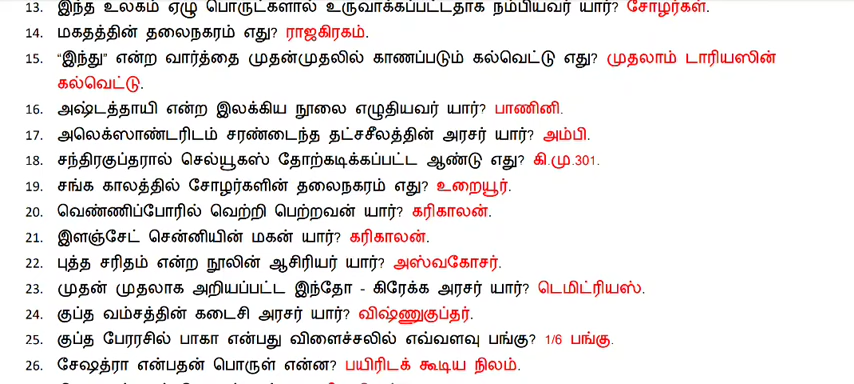 13. இந்த உலகம் ஏழு பொருட்களால் உருவாக்கப்பட்டதாக நம்பியவர் யார்? சோழர்கள்.
14. மகதத்தின் தலைநகரம் எது? ராஜகிரகம்.
15. “இந்து” என்ற வார்த்தை முதன்முதலில் காணப்படும் கல்வெட்டு எது? முதலாம் டாரியஸின்
கல்வெட்டு.
16. அஷ்டத்தாயி என்ற இலக்கிய நூலை எழுதியவர் யார்? பாணினி.
17. அலெக்ஸாண்டரிடம் சரண்டைந்த தட்சசீலத்தின் அரசர் யார்? அம்பி.
18. சந்திரகுப்தரால் செல்யூகஸ் தோற்கடிக்கப்பட்ட ஆண்டு எது? கி.மு.301.
19. சங்க காலத்தில் சோழர்களின் தலைநகரம் எது? உறையூர்.
20. வெண்ணிப்போரில் வெற்றி பெற்றவன் யார்? கரிகாலன்.
21. இளஞ்சேட் சென்னியின் மகன் யார்? கரிகாலன்.
22. புத்த சரிதம் என்ற நூலின் ஆசிரியர் யார்? அஸ்வகோசர்.
23. முதன் முதலாக அறியப்பட்ட இந்தோ - கிரேக்க அரசர் யார்? டெமிட்ரியஸ்.
24. குப்த வம்சத்தின் கடைசி அரசர் யார்? விஷ்ணுகுப்தர்.
25. குப்த பேரரசில் பாகா என்பது விளைச்சலில் எவ்வளவு பங்கு? 1/6 பங்கு.
26. சேஷத்ரா என்பதன் பொருள் என்ன? பயிரிடக் கூடிய நிலம்.